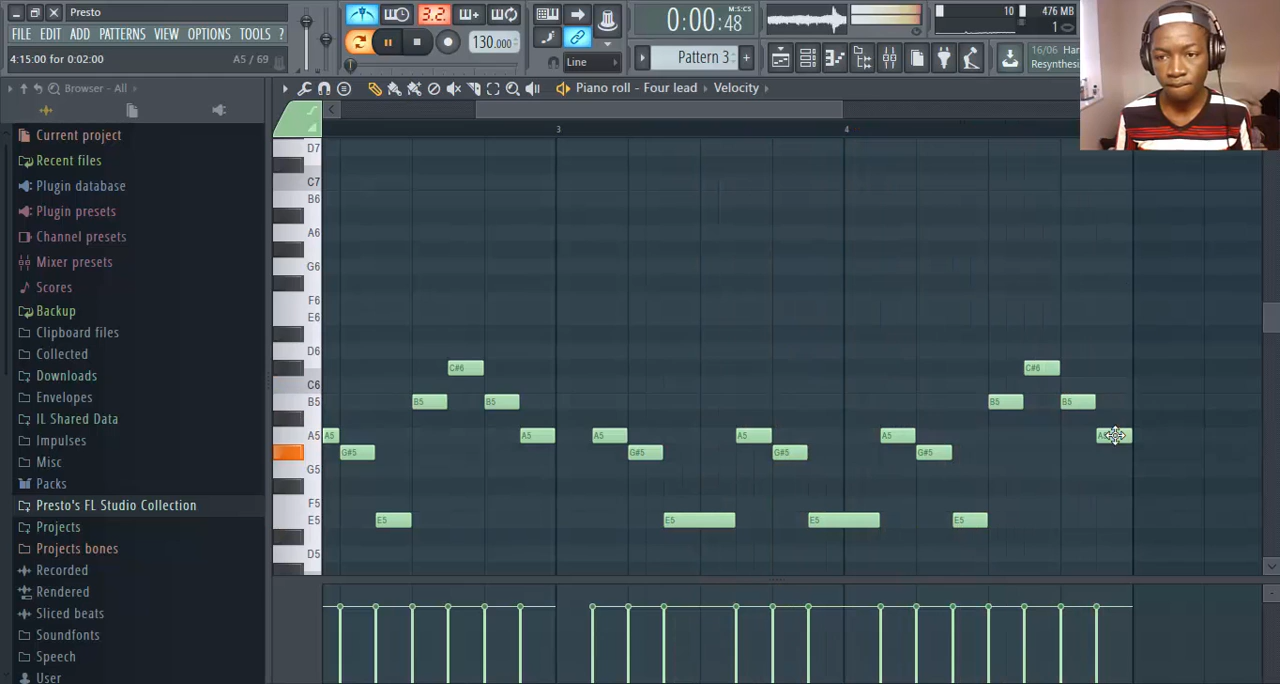 Presto
FILE EDIT ADD PATTERNS VIEW OPTIONS TOOLS ?
4:15:00 for 0:02:00 A5 / 69
3.2.
130.000
Line
M:S:CS
0:00:48
Pattern 3
10 476 MB
1
16/06 Har
Resynthes
Browser - All
Piano roll - Four lead Velocity
Current project
Recent files
Plugin database
Plugin presets
Channel presets
Mixer presets
Scores
Backup
Clipboard files
Collected
Downloads
Envelopes
IL Shared Data
Impulses
Misc
Packs
Presto's FL Studio Collection
Projects
Projects bones
Recorded
Rendered
Sliced beats
Soundfonts
Speech
User
3 4
D7
C7
B6
A6
G6
F6
E6
D6
C#6 C#6
C6
B5 B5 B5 B5 B5
A5 A5 A5 A5 A5 A5
G#5 G#5 G#5 G#5
G5
F5
E5 E5 E5 E5 E5
D5